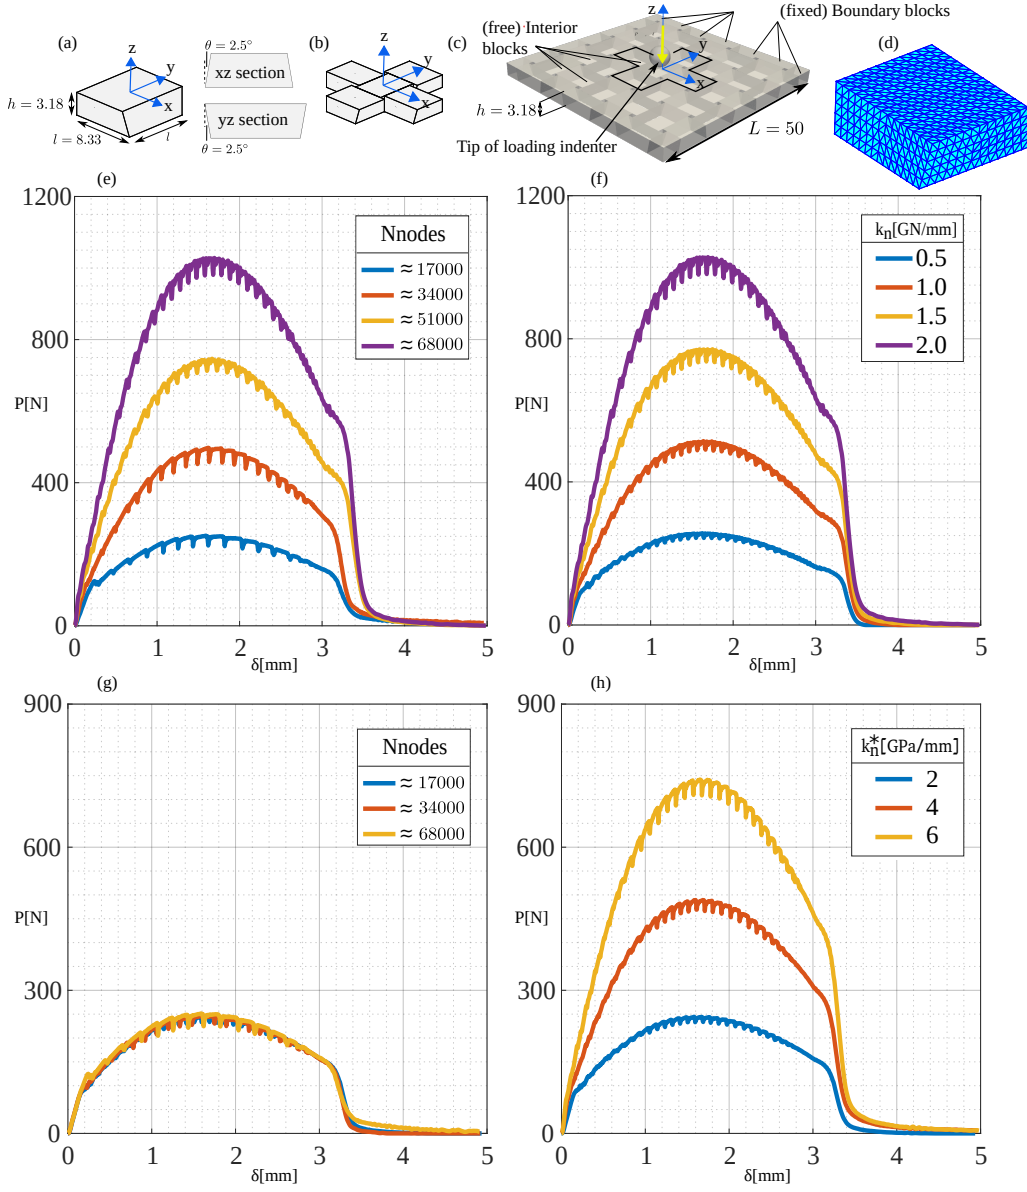 (a)
z
y
x
h = 3.18
l = 8.33
l
θ = 2.5°
xz section
yz section
θ = 2.5°
(b)
z
y
x
(c)
(free) Interior
blocks
z
y
x
(fixed) Boundary blocks
h = 3.18
Tip of loading indenter
L = 50
(d)
(e)
1200
800
400
0
P[N]
0 1 2 3 4 5
δ[mm]
Nnodes
≈ 17000
≈ 34000
≈ 51000
≈ 68000
(f)
1200
800
400
0
P[N]
0 1 2 3 4 5
δ[mm]
kn[GN/mm]
0.5
1.0
1.5
2.0
(g)
900
600
300
0
P[N]
0 1 2 3 4 5
δ[mm]
Nnodes
≈ 17000
≈ 34000
≈ 68000
(h)
900
600
300
0
P[N]
0 1 2 3 4 5
δ[mm]
kn*[GPa/mm]
2
4
6